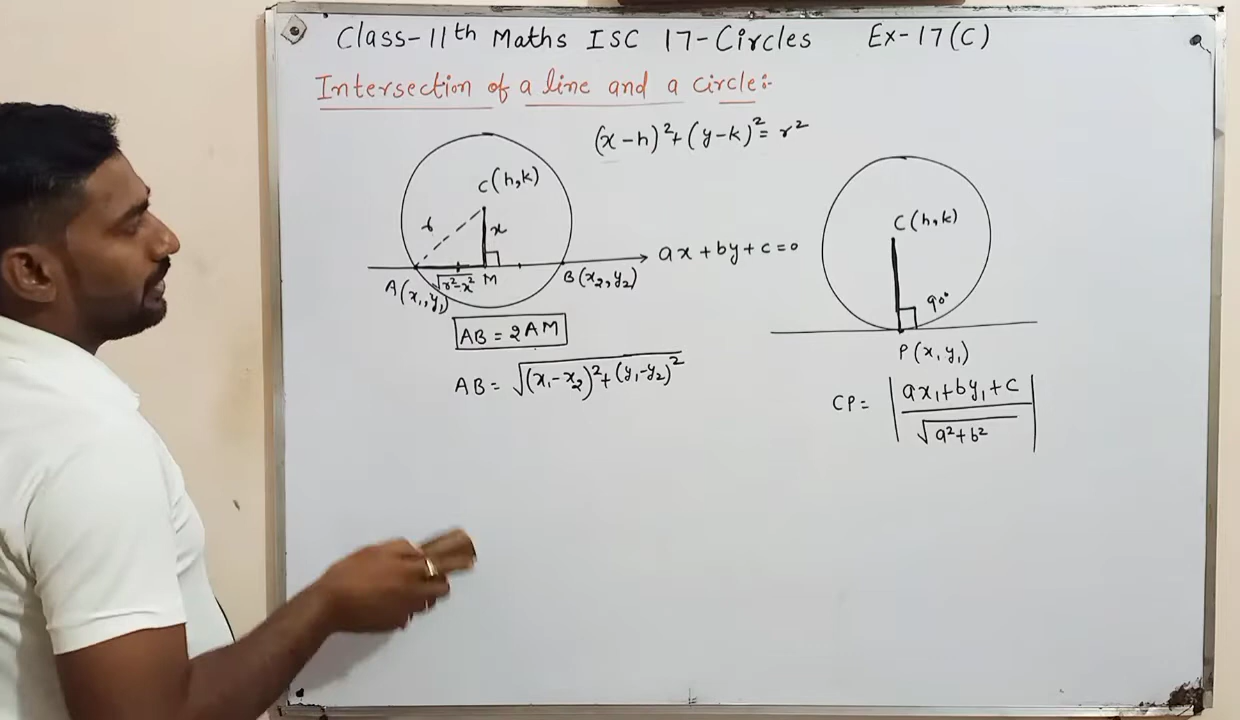 Class-11th Maths ISC 17-Circles Ex-17(C)
Intersection of a line and a circle:-
(x-h)²+(y-k)²=r²
C(h,k)
r
x
ax+by+c=0
A(x₁,y₁)
√r²-x²
M
B(x₂,y₂)
AB=2AM
AB=√(x₁-x₂)²+(y₁-y₂)²
C(h,k)
90°
P(x,y₁)
CP=|ax₁+by₁+c/√a²+b²|